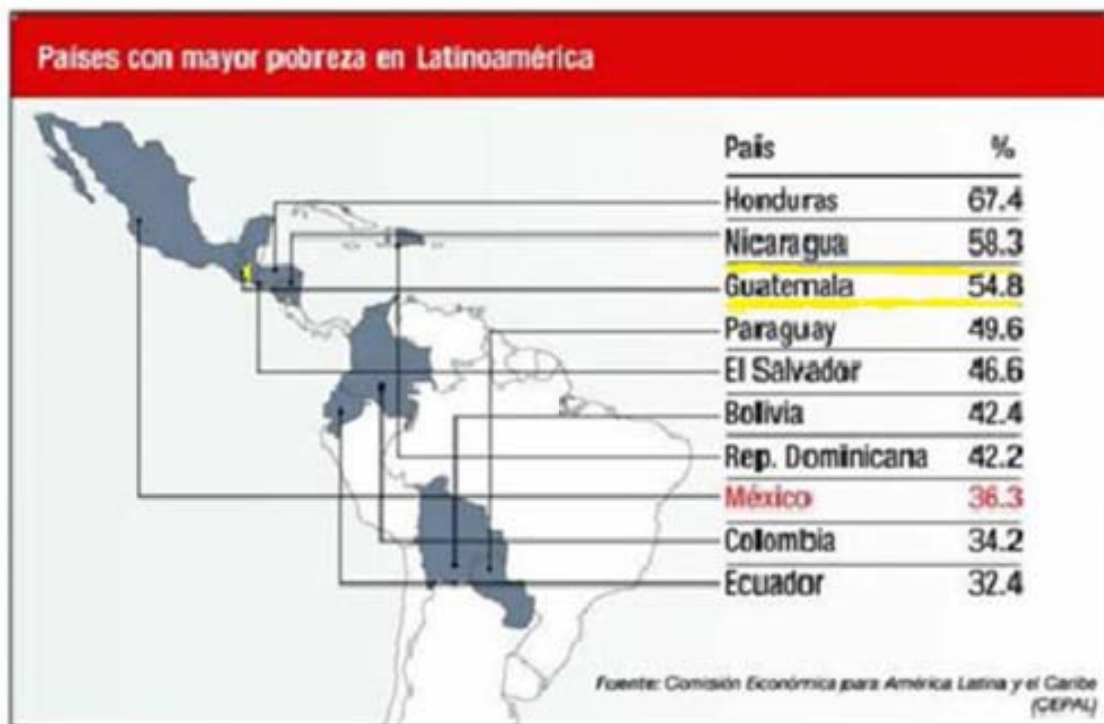 Países con mayor pobreza en Latinoamérica
País %
Honduras 67.4
Nicaragua 58.3
Guatemala 54.8
Paraguay 49.6
El Salvador 46.6
Bolivia 42.4
Rep. Dominicana 42.2
México 36.3
Colombia 34.2
Ecuador 32.4
Fuente: Comisión Económica para América Latina y el Caribe
(CEPAL)